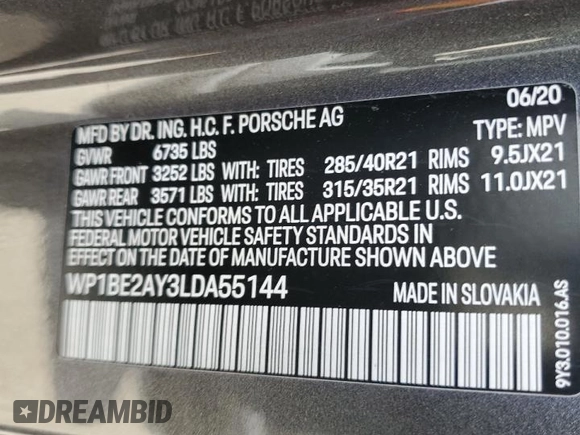 06/20
MFD BY DR. ING. H.C. F. PORSCHE AG TYPE: MPV
GVWR 6735 LBS
GAWR FRONT 3252 LBS WITH: TIRES 285/40R21 RIMS 9.5JX21
GAWR REAR 3571 LBS WITH: TIRES 315/35R21 RIMS 11.0JX21
THIS VEHICLE CONFORMS TO ALL APPLICABLE U.S.
FEDERAL MOTOR VEHICLE SAFETY STANDARDS IN
EFFECT ON THE DATE OF MANUFACTURE SHOWN ABOVE
WP1BE2AY3LDA55144 MADE IN SLOVAKIA
9Y3.010.016.AS
DREAMBID